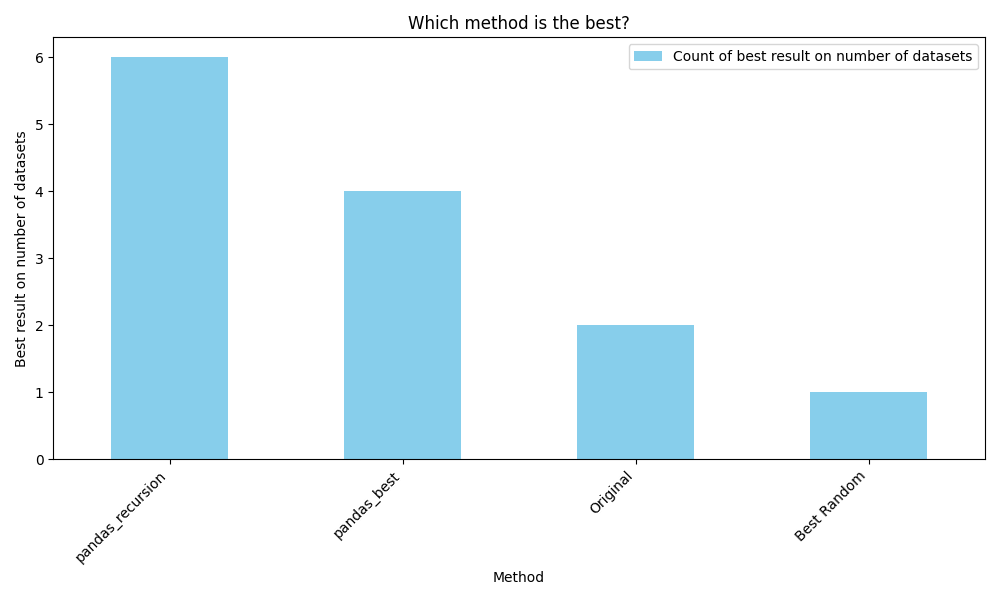 Which method is the best?
Count of best result on number of datasets
Best result on number of datasets
6
5
4
3
2
1
0
pandas_recursion
pandas_best
Original
Best Random
Method